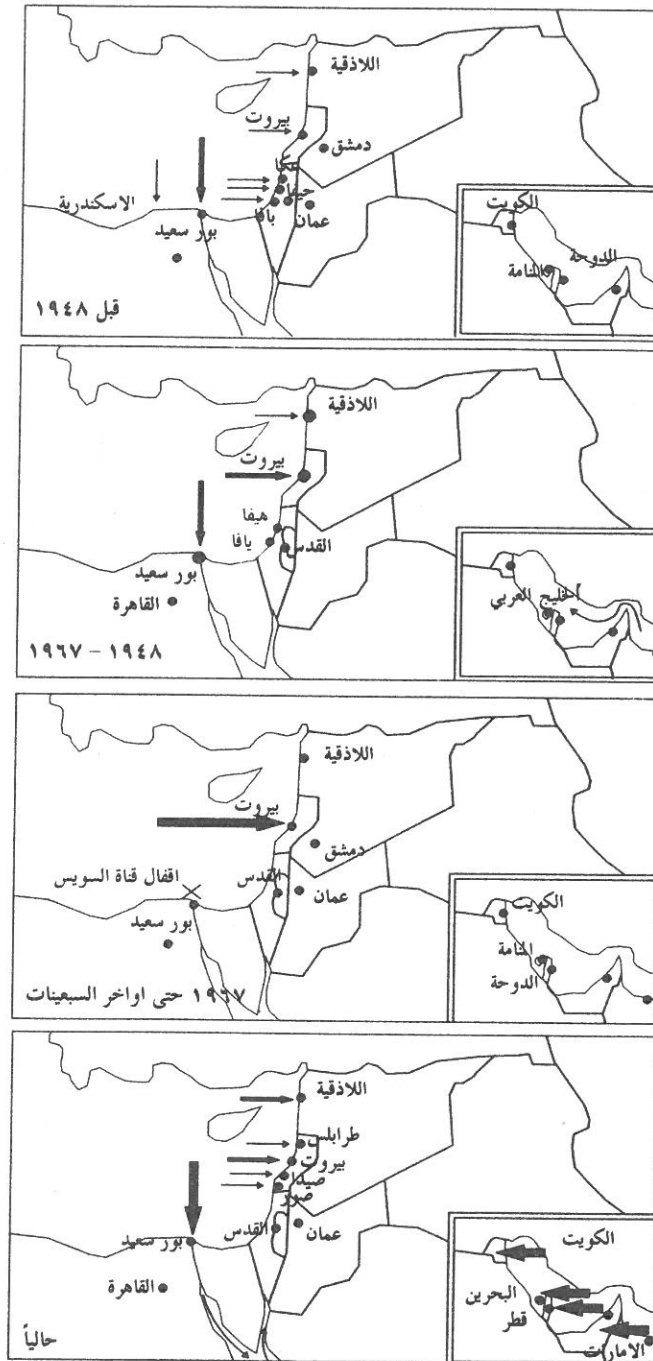 اللاذقية
بيروت
دمشق
عكا
حيفا
يافا
عمان
الاسكندرية
بور سعيد
قبل ١٩٤٨
الكويت
الدوحة
المنامة
اللاذقية
بيروت
هيفا
يافا
القدس
بور سعيد
القاهرة
١٩٤٨ - ١٩٦٧
الخليج العربي
اللاذقية
بيروت
دمشق
اقفال قناة السويس
القدس
عمان
بور سعيد
١٩٦٧ حتى اواخر السبعينات
الكويت
المنامة
الدوحة
اللاذقية
طرابلس
بيروت
صيدا
صور
القدس
عمان
بور سعيد
القاهرة
حالياً
الكويت
البحرين
قطر
الامارات